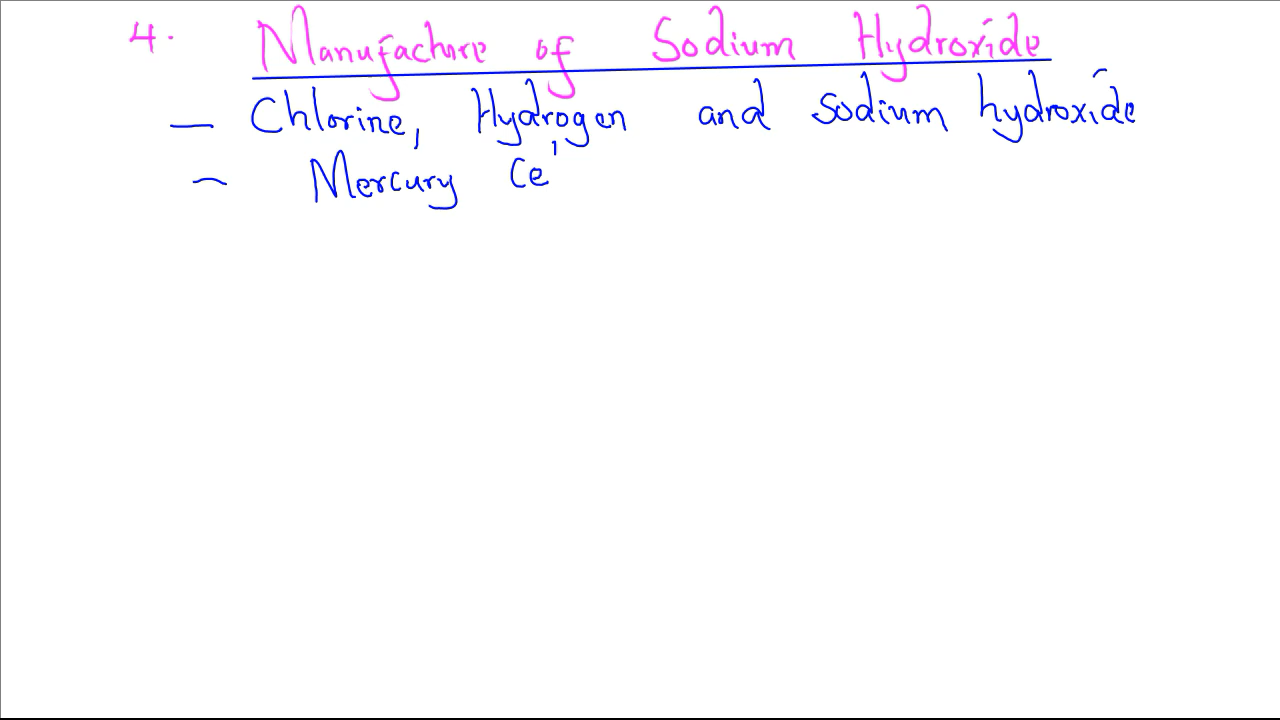 4. Manufacture of Sodium Hydroxide
— Chlorine, Hydrogen and Sodium hydroxide
— Mercury Ce